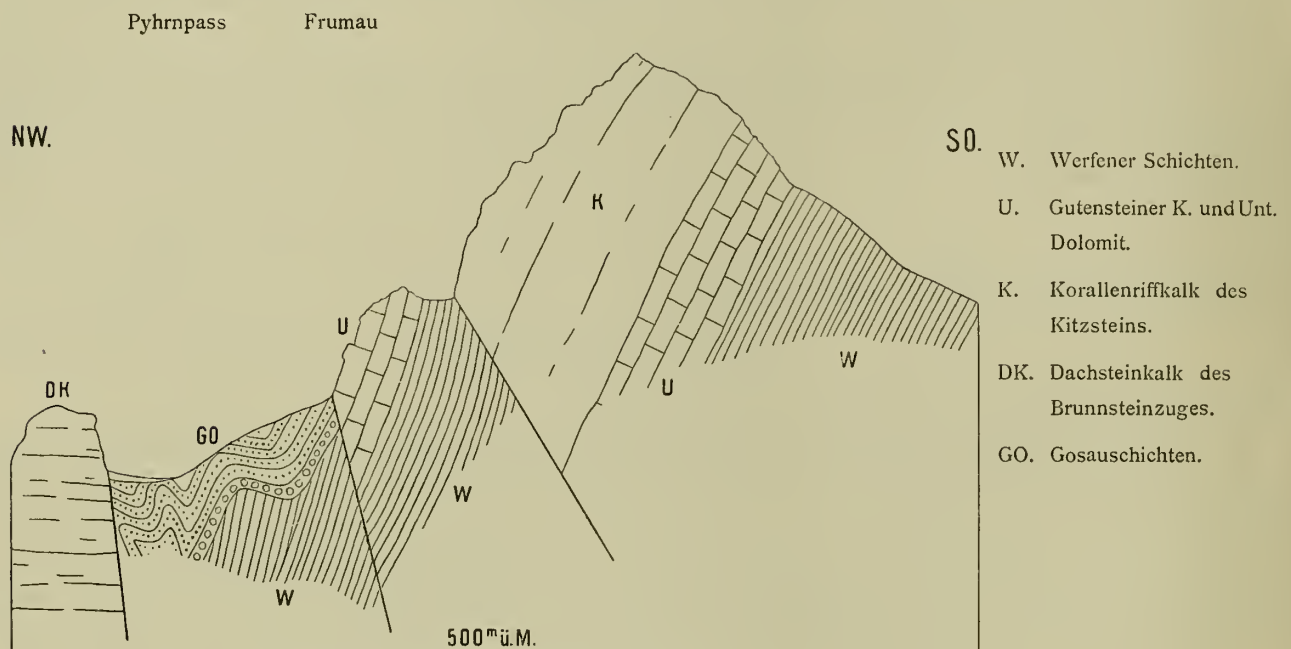 Pyhrnpass Frumau
NW.
SO.
W. Werfener Schichten.
U. Gutensteiner K. und Unt.
Dolomit.
K. Korallenriffkalk des
Kitzsteins.
DK. Dachsteinkalk des
Brunnsteinzuges.
GO. Gosauschichten.
K
U
DK
GO
U
W
W
W
500m ü.M.